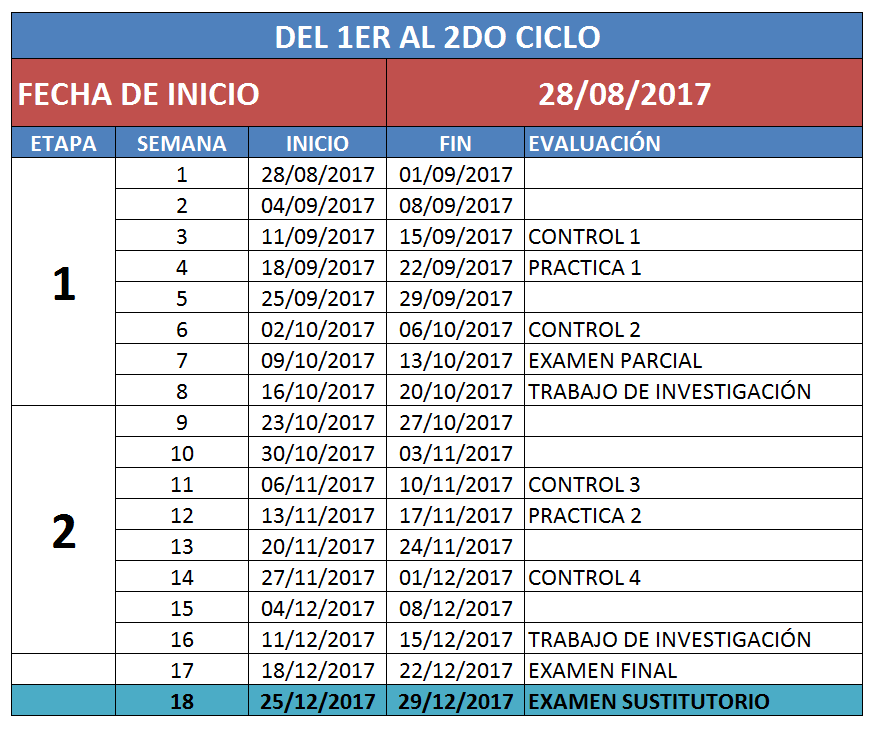 DEL 1ER AL 2DO CICLO
FECHA DE INICIO 28/08/2017
ETAPA SEMANA INICIO FIN EVALUACIÓN
1
1 28/08/2017 01/09/2017
2 04/09/2017 08/09/2017
3 11/09/2017 15/09/2017 CONTROL 1
4 18/09/2017 22/09/2017 PRACTICA 1
5 25/09/2017 29/09/2017
6 02/10/2017 06/10/2017 CONTROL 2
7 09/10/2017 13/10/2017 EXAMEN PARCIAL
8 16/10/2017 20/10/2017 TRABAJO DE INVESTIGACIÓN
2
9 23/10/2017 27/10/2017
10 30/10/2017 03/11/2017
11 06/11/2017 10/11/2017 CONTROL 3
12 13/11/2017 17/11/2017 PRACTICA 2
13 20/11/2017 24/11/2017
14 27/11/2017 01/12/2017 CONTROL 4
15 04/12/2017 08/12/2017
16 11/12/2017 15/12/2017 TRABAJO DE INVESTIGACIÓN
17 18/12/2017 22/12/2017 EXAMEN FINAL
18 25/12/2017 29/12/2017 EXAMEN SUSTITUTORIO